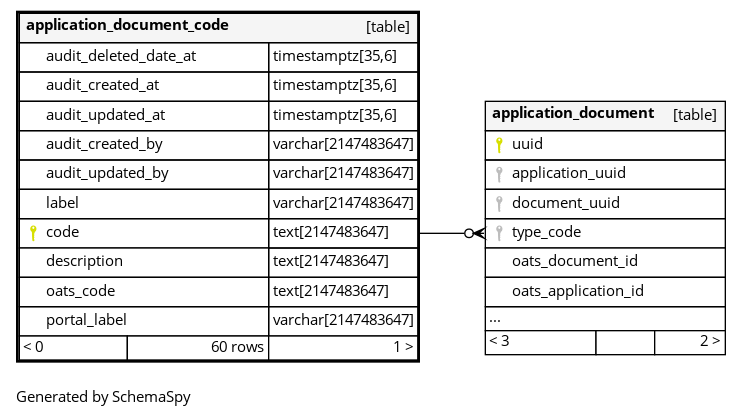 application_document_code [table]
audit_deleted_date_at timestamptz[35,6]
audit_created_at timestamptz[35,6]
audit_updated_at timestamptz[35,6]
audit_created_by varchar[2147483647]
audit_updated_by varchar[2147483647]
label varchar[2147483647]
code text[2147483647]
description text[2147483647]
oats_code text[2147483647]
portal_label varchar[2147483647]
< 0 60 rows 1 >
application_document [table]
uuid
application_uuid
document_uuid
type_code
oats_document_id
oats_application_id
...
< 3 2 >
Generated by SchemaSpy